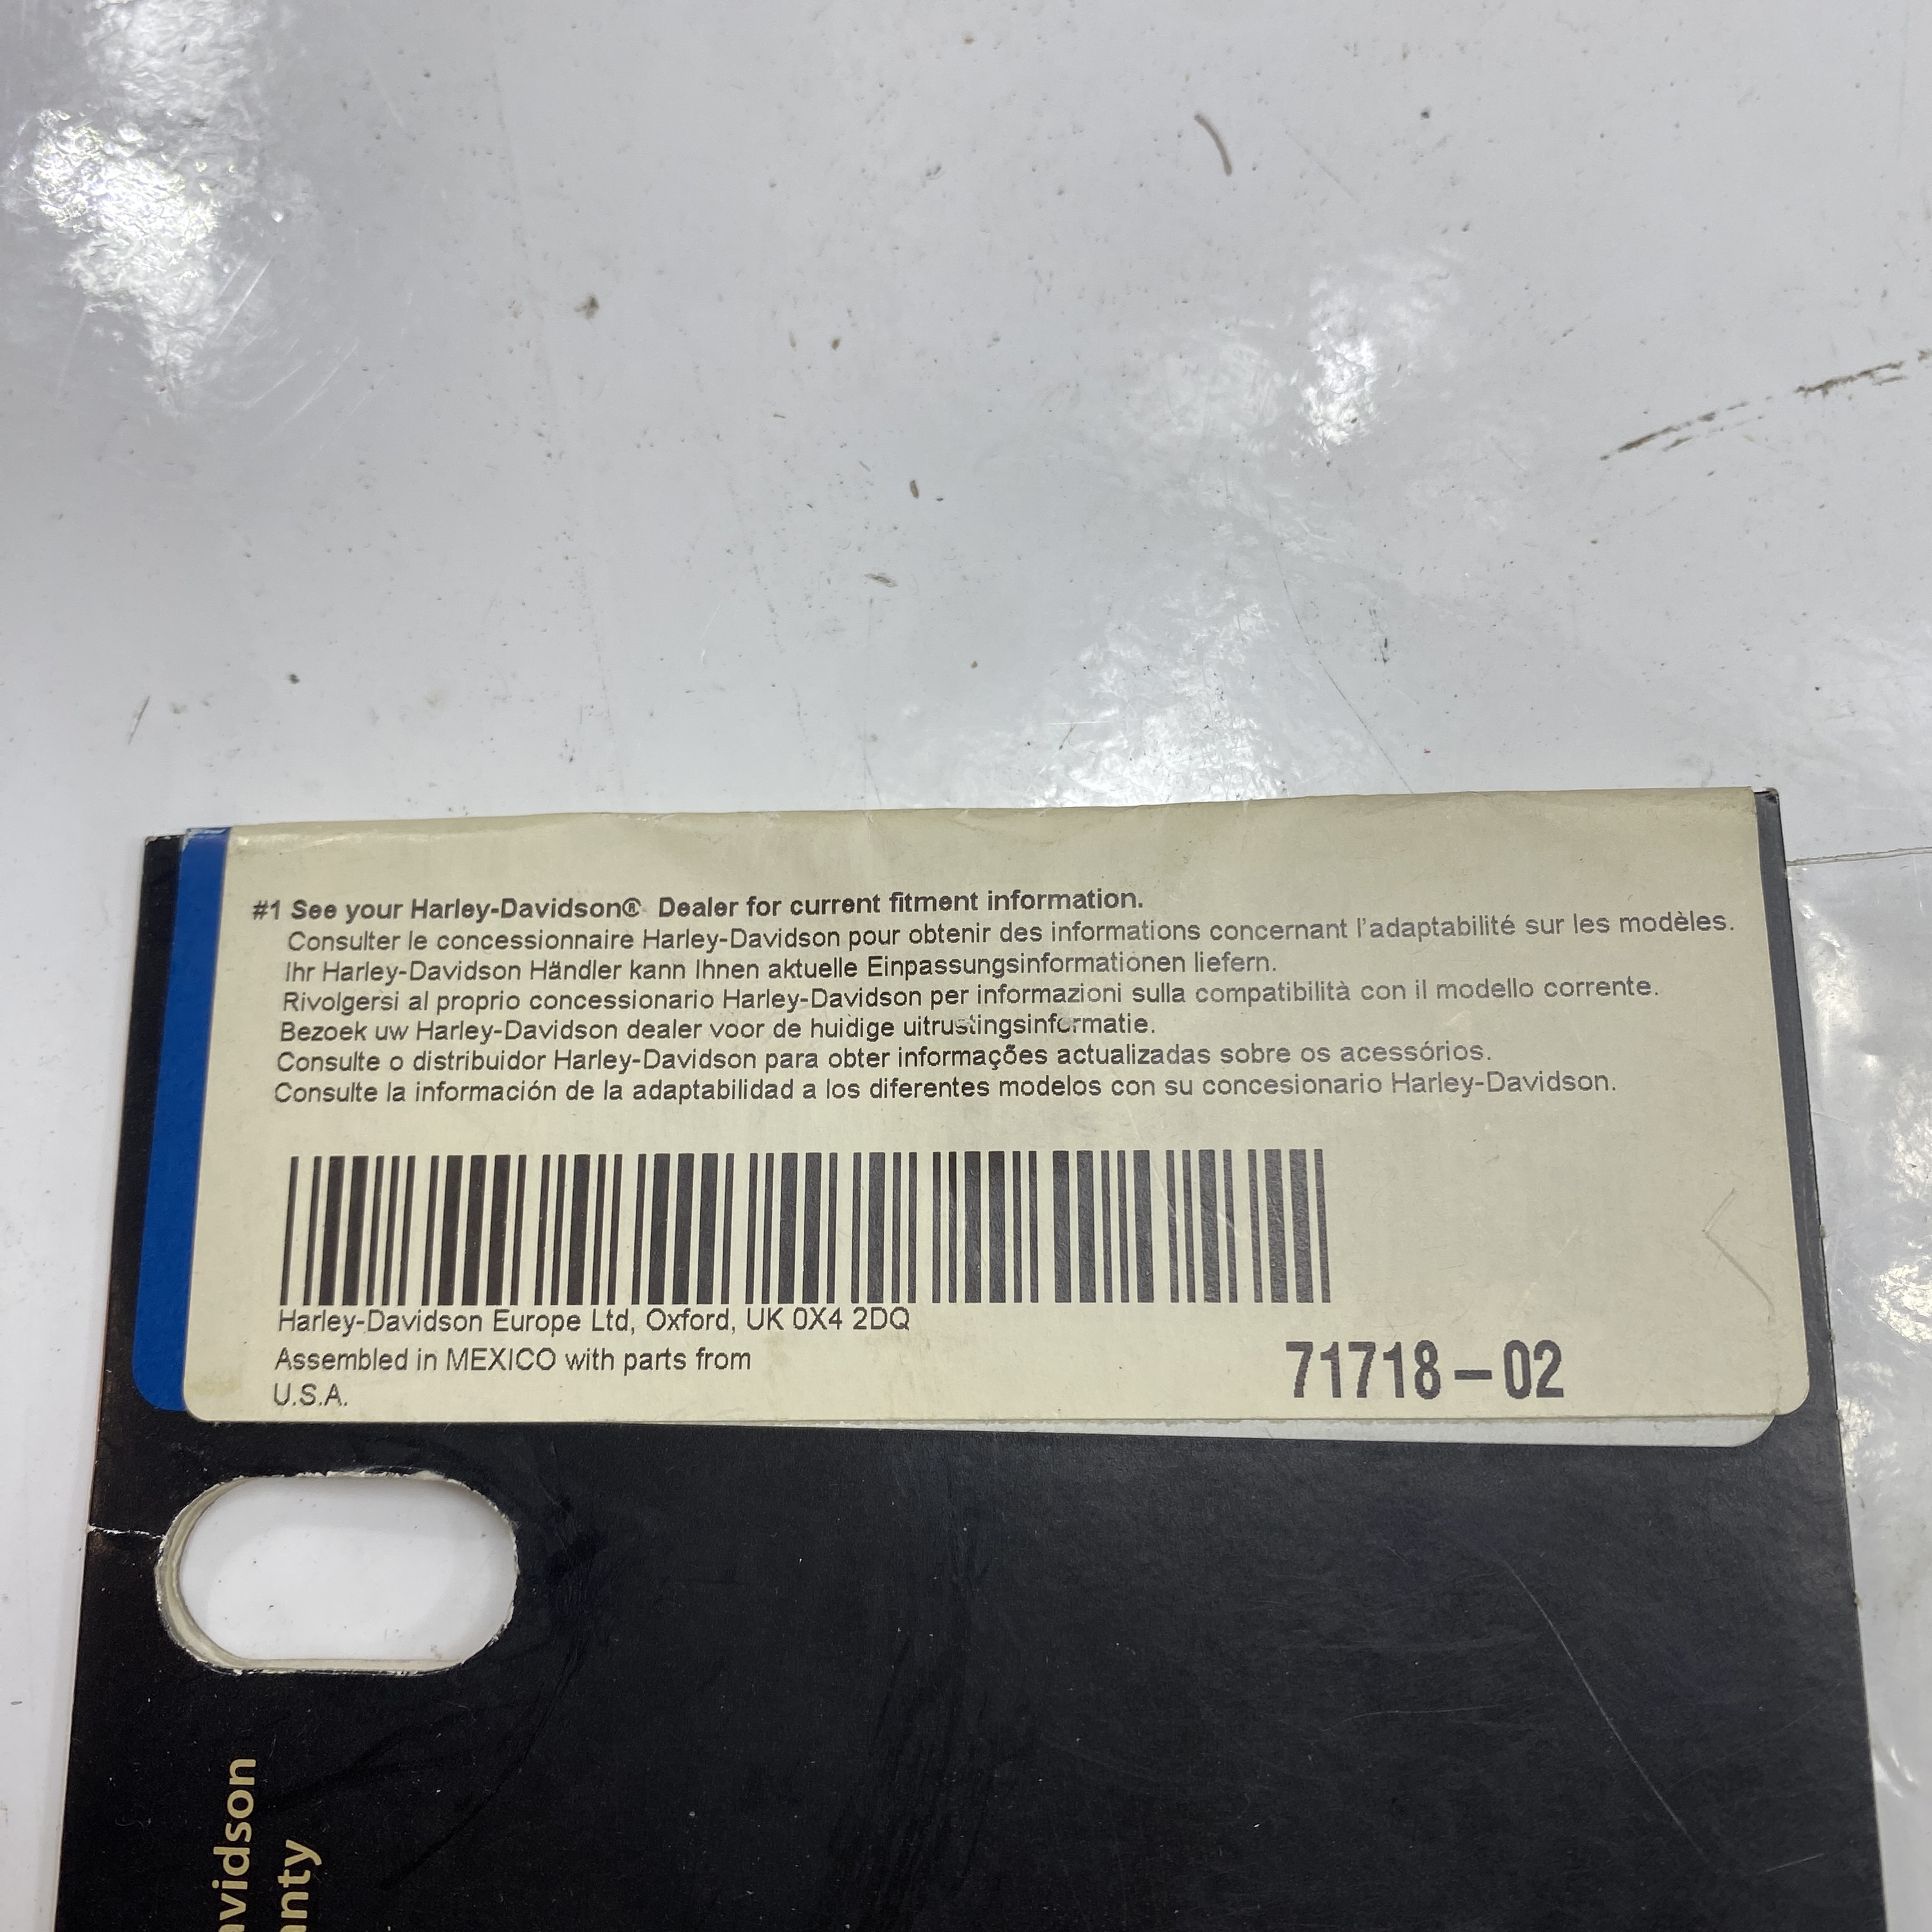 #1 See your Harley-Davidson® Dealer for current fitment information.
Consulter le concessionnaire Harley-Davidson pour obtenir des informations concernant l'adaptabilité sur les modèles.
Ihr Harley-Davidson Händler kann Ihnen aktuelle Einpassungsinformationen liefern.
Rivolgersi al proprio concessionario Harley-Davidson per informazioni sulla compatibilità con il modello corrente.
Bezoek uw Harley-Davidson dealer voor de huidige uitrustingsinformatie.
Consulte o distribuidor Harley-Davidson para obter informações actualizadas sobre os acessórios.
Consulte la información de la adaptabilidad a los diferentes modelos con su concesionario Harley-Davidson.
Harley-Davidson Europe Ltd, Oxford, UK 0X4 2DQ
Assembled in MEXICO with parts from
U.S.A.
71718-02
avidson
anty